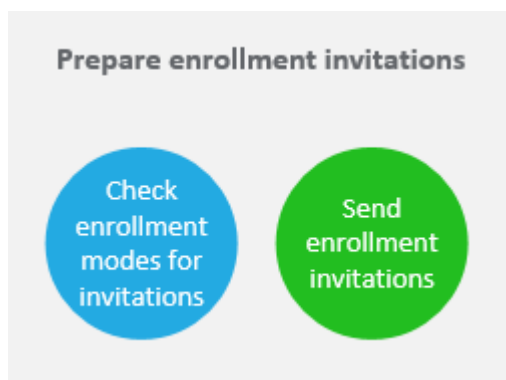 Prepare enrollment invitations
Check
enrollment
modes for
invitations
Send
enrollment
invitations